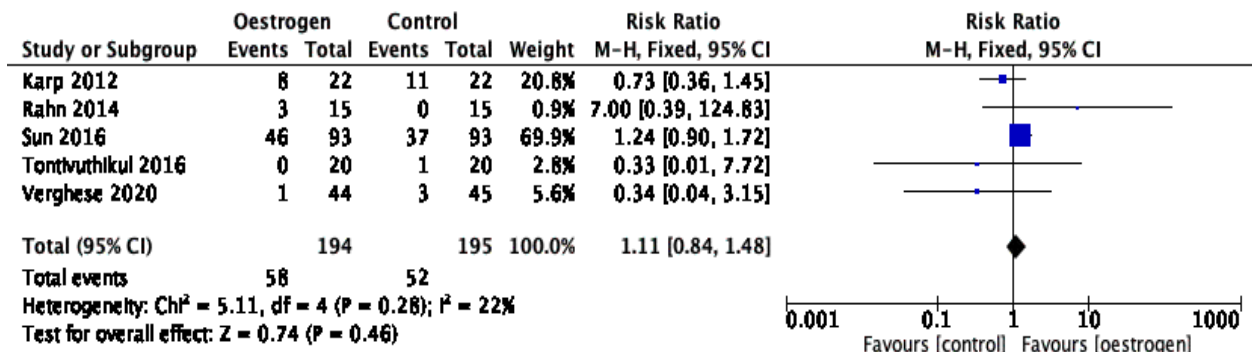 Oestrogen Control Risk Ratio Risk Ratio
Study or Subgroup Events Total Events Total Weight M-H, Fixed, 95% CI M-H, Fixed, 95% CI
Karp 2012 8 22 11 22 20.8% 0.73 [0.36, 1.45]
Rahn 2014 3 15 0 15 0.9% 7.00 [0.39, 124.83]
Sun 2016 46 93 37 93 69.9% 1.24 [0.90, 1.72]
Tontivuthikul 2016 0 20 1 20 2.8% 0.33 [0.01, 7.72]
Verghese 2020 1 44 3 45 5.6% 0.34 [0.04, 3.15]
Total (95% CI) 194 195 100.0% 1.11 [0.84, 1.48]
Total events 58 52
Heterogeneity: Chi² = 5.11, df = 4 (P = 0.28); I² = 22%
Test for overall effect: Z = 0.74 (P = 0.46)
0.001 0.1 1 10 1000
Favours [control] Favours [oestrogen]